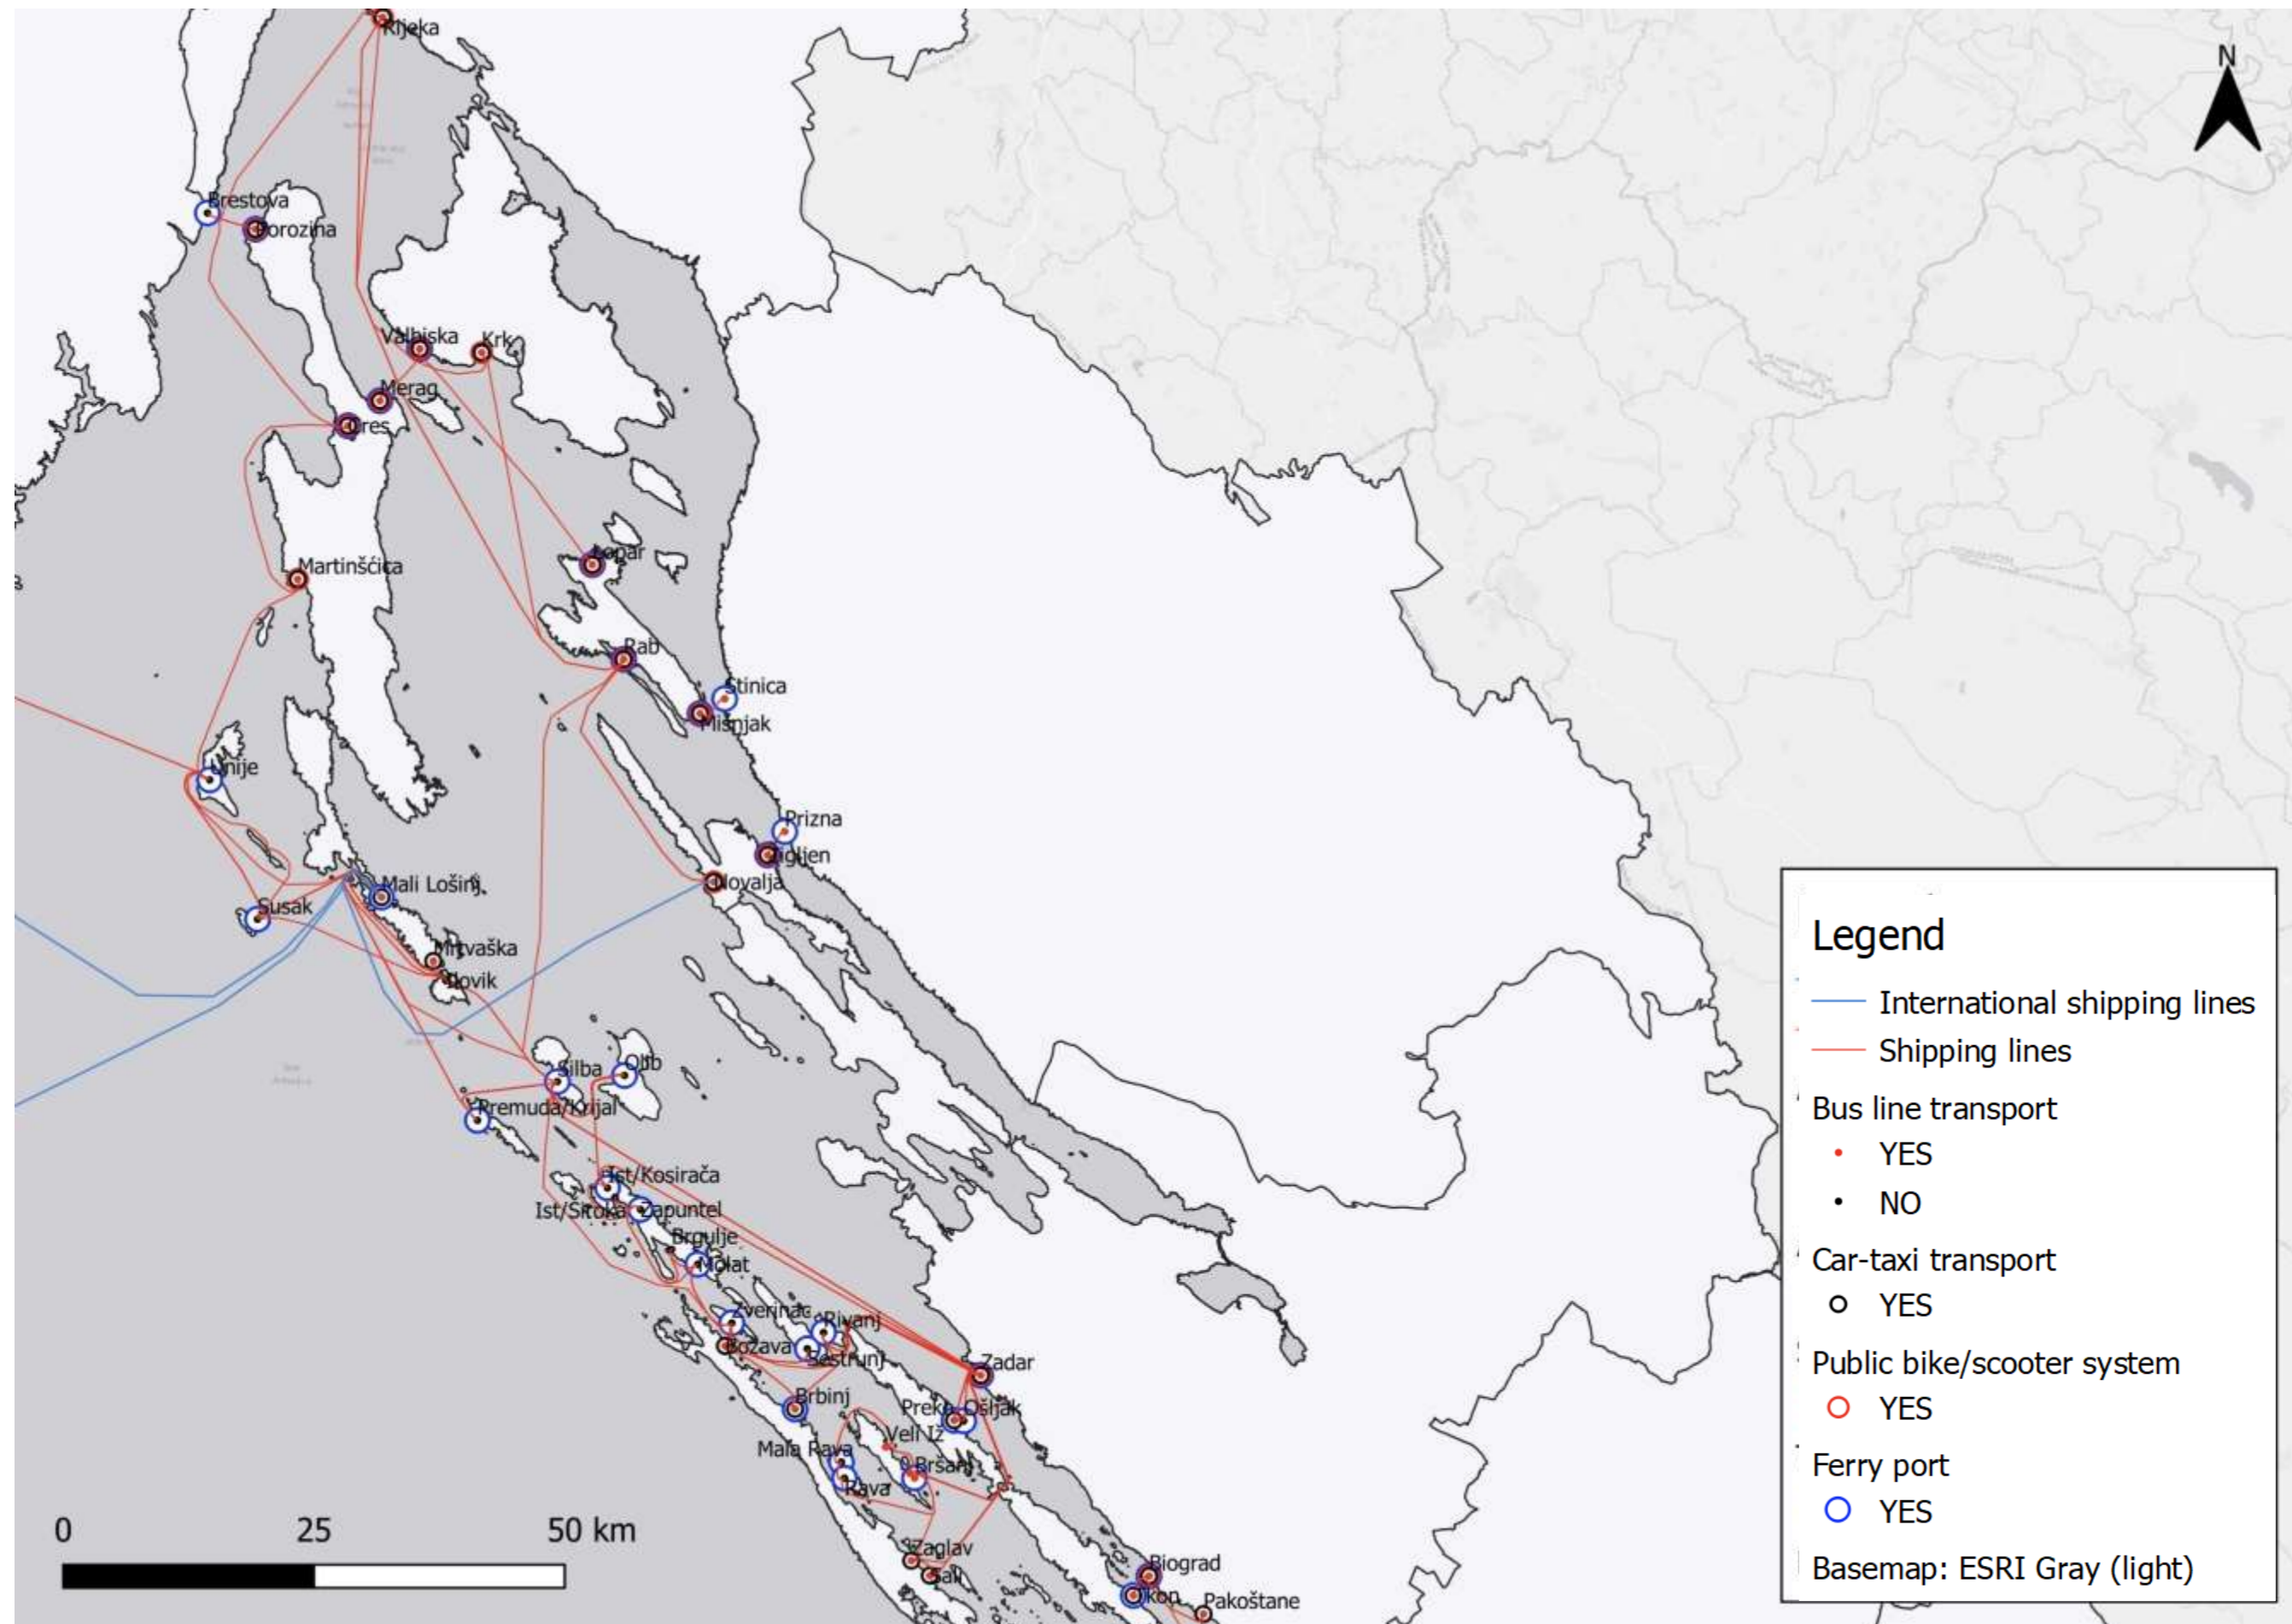 Rijeka
N
Brestova
Porozina
Valbiska
Krk
Merag
Cres
Lopar
Martinšćica
Rab
Stinica
Mišnjak
Unije
Prizna
Žigljen
Novalja
Mali Lošinj
Susak
Mrtvaška
Ilovik
Silba
Olib
Premuda/Krijal
Ist/Kosirača
Ist/Široka
Zapuntel
Brgulje
Molat
Zverinac
Rivanj
Božava
Sestrunj
Zadar
Brbinj
Preko
Ošljak
Veli Iž
Mala Rava
Bršanj
Rava
Zaglav
Sali
Biograd
Tkon
Pakoštane
0 25 50 km
Legend
International shipping lines
Shipping lines
Bus line transport
YES
NO
Car-taxi transport
YES
Public bike/scooter system
YES
Ferry port
YES
Basemap: ESRI Gray (light)